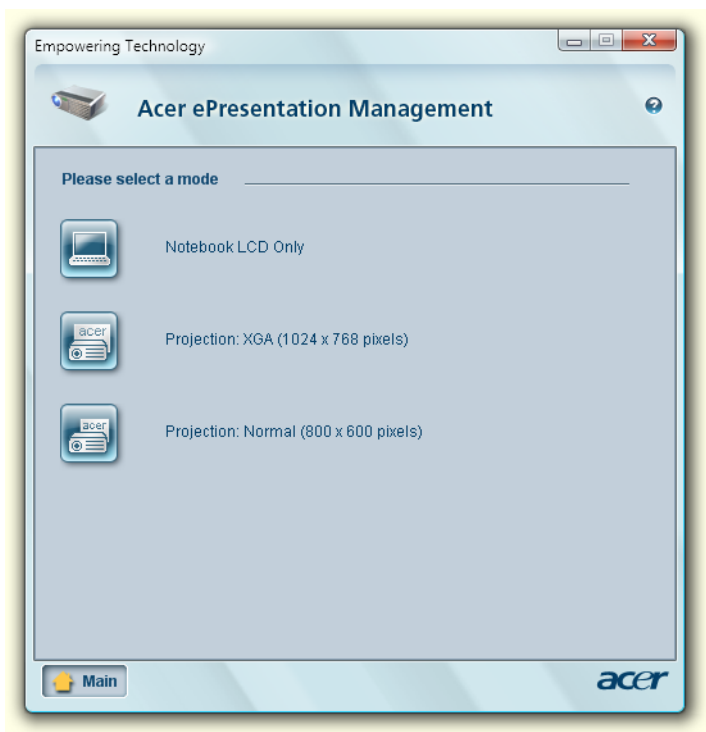 Empowering Technology
Acer ePresentation Management
?
Please select a mode
Notebook LCD Only
acer
Projection: XGA (1024 x 768 pixels)
acer
Projection: Normal (800 x 600 pixels)
Main
acer